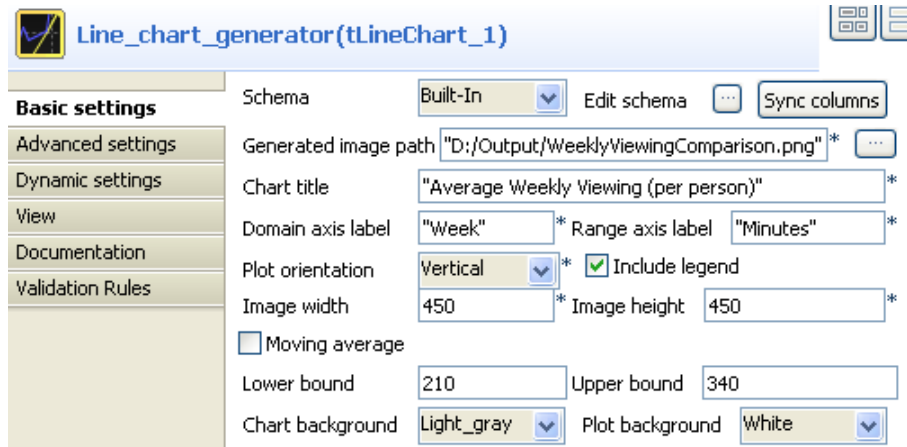 Line_chart_generator(tLineChart_1)
Basic settings
Advanced settings
Dynamic settings
View
Documentation
Validation Rules
Schema Built-In Edit schema ... Sync columns
Generated image path "D:/Output/WeeklyViewingComparison.png" * ...
Chart title "Average Weekly Viewing (per person)" *
Domain axis label "Week" * Range axis label "Minutes" *
Plot orientation Vertical * Include legend
Image width 450 * Image height 450 *
Moving average
Lower bound 210 Upper bound 340
Chart background Light_gray Plot background White